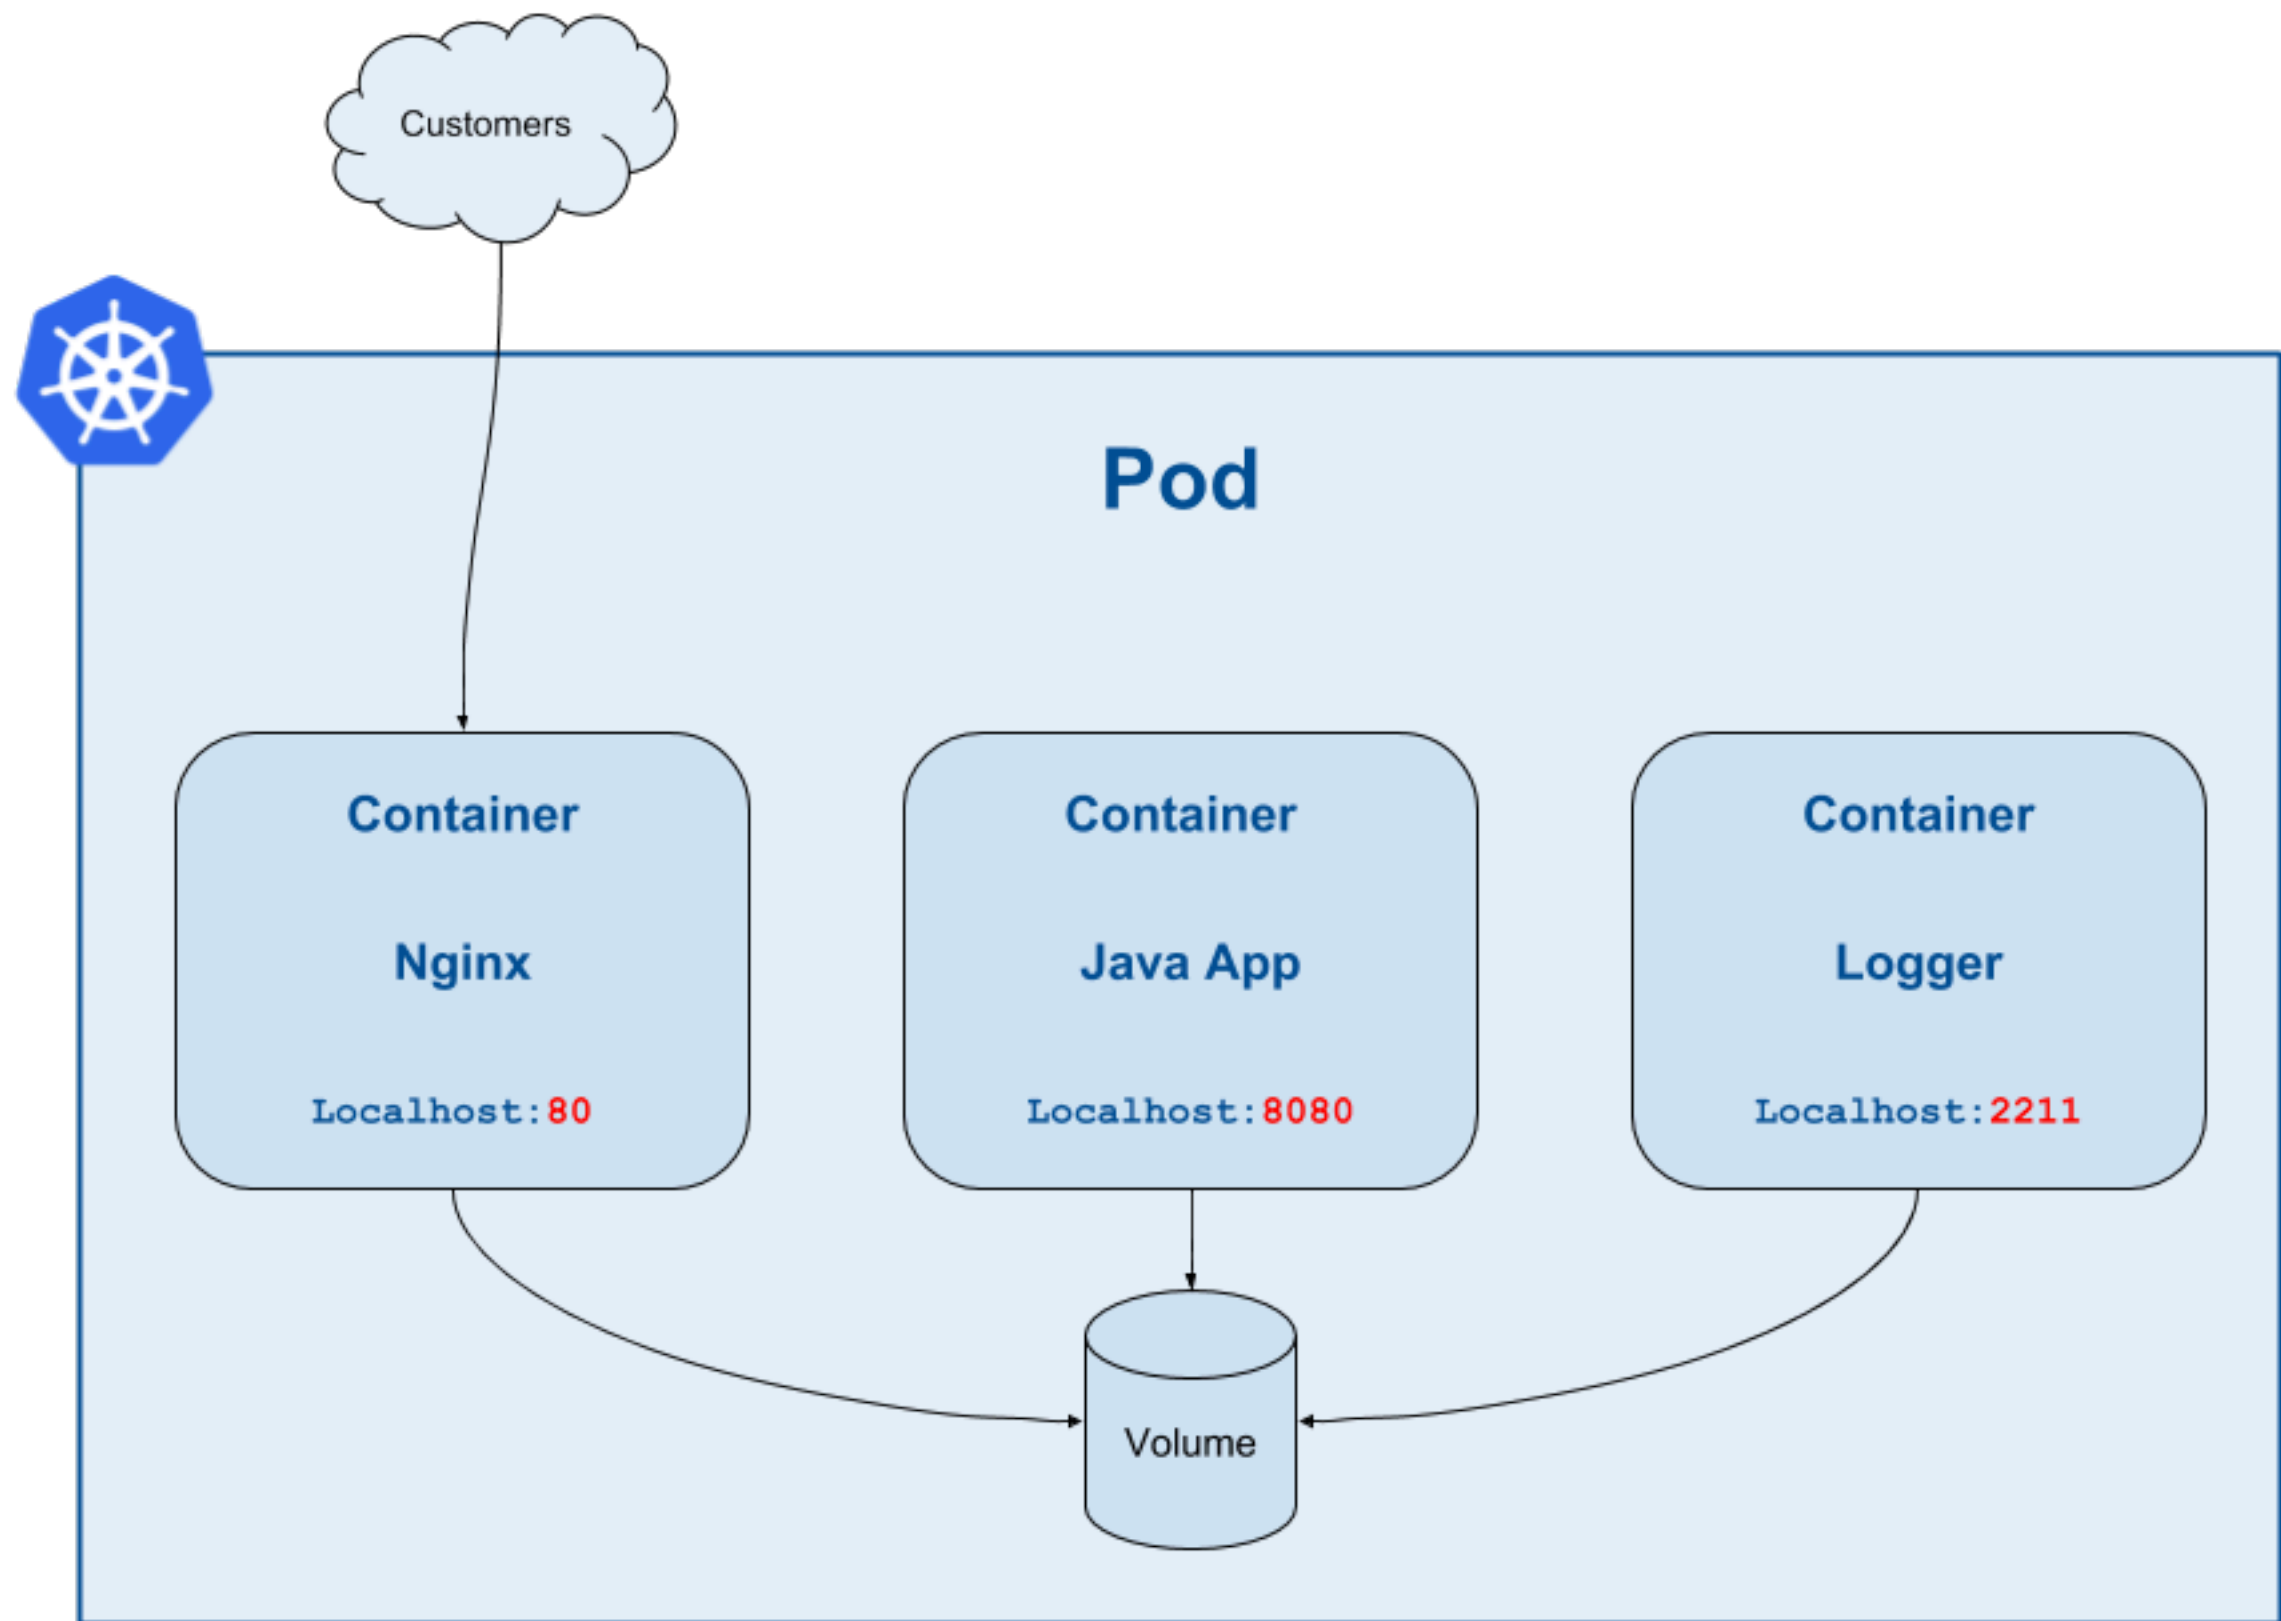 Customers
Pod
Container
Nginx
Localhost:80
Container
Java App
Localhost:8080
Container
Logger
Localhost:2211
Volume